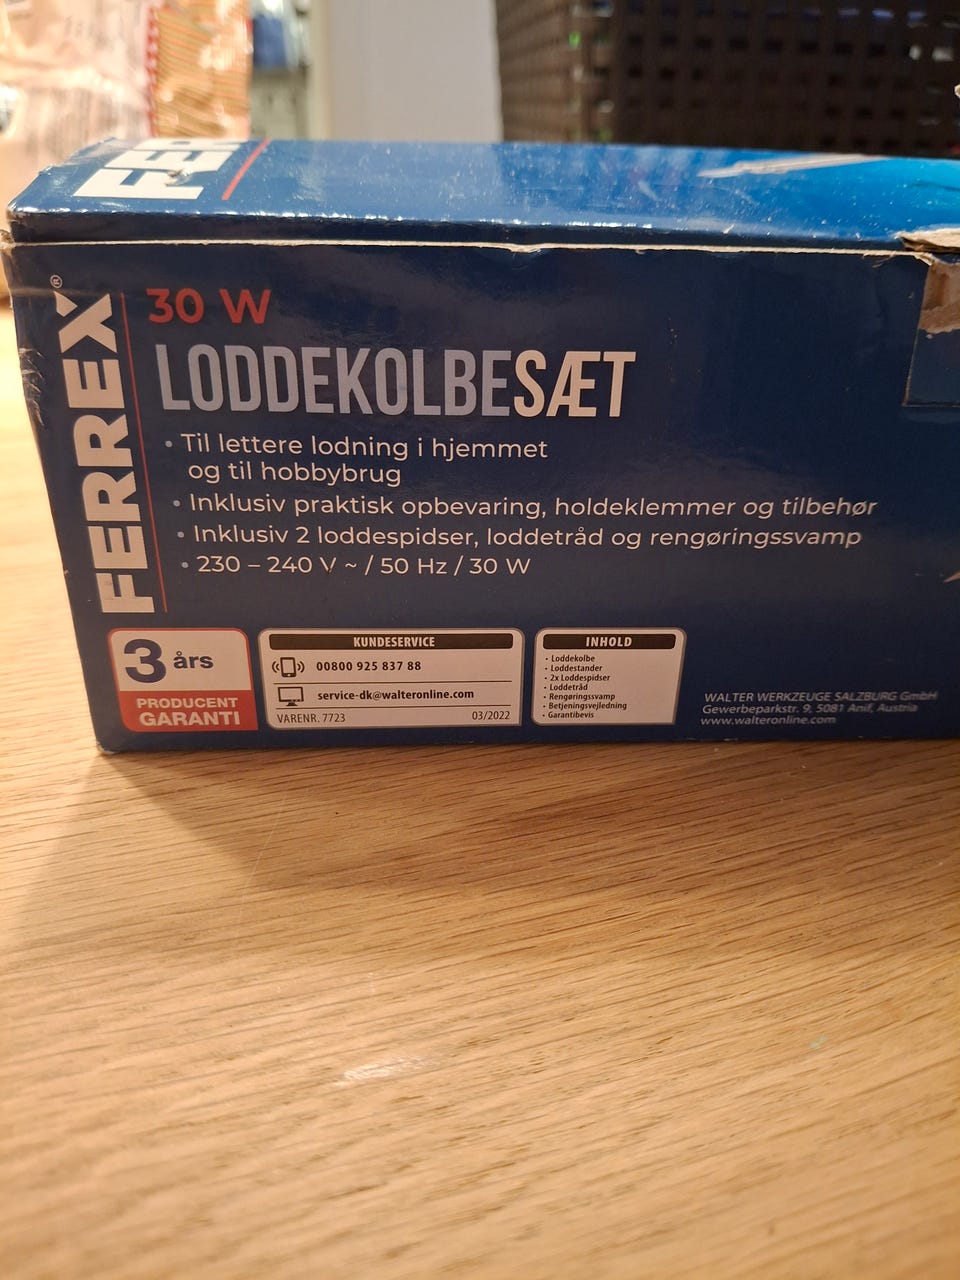 FERREX®
30 W
LODDEKOLBESÆT
• Til lettere lodning i hjemmet
og til hobbybrug
• Inklusiv praktisk opbevaring, holdeklemmer og tilbehør
• Inklusiv 2 loddespidser, loddetråd og rengøringssvamp
• 230 – 240 V ~ / 50 Hz / 30 W
3 års
PRODUCENT
GARANTI
KUNDESERVICE
00800 925 837 88
service-dk@walteronline.com
VARENR. 7723 03/2022
INHOLD
• Loddekolbe
• Loddestander
• 2x Loddespidser
• Loddetråd
• Rengøringssvamp
• Betjeningsvejledning
• Garantibevis
WALTER WERKZEUGE SALZBURG GmbH
Gewerbeparkstr. 9, 5081 Anif, Austria
www.walteronline.com